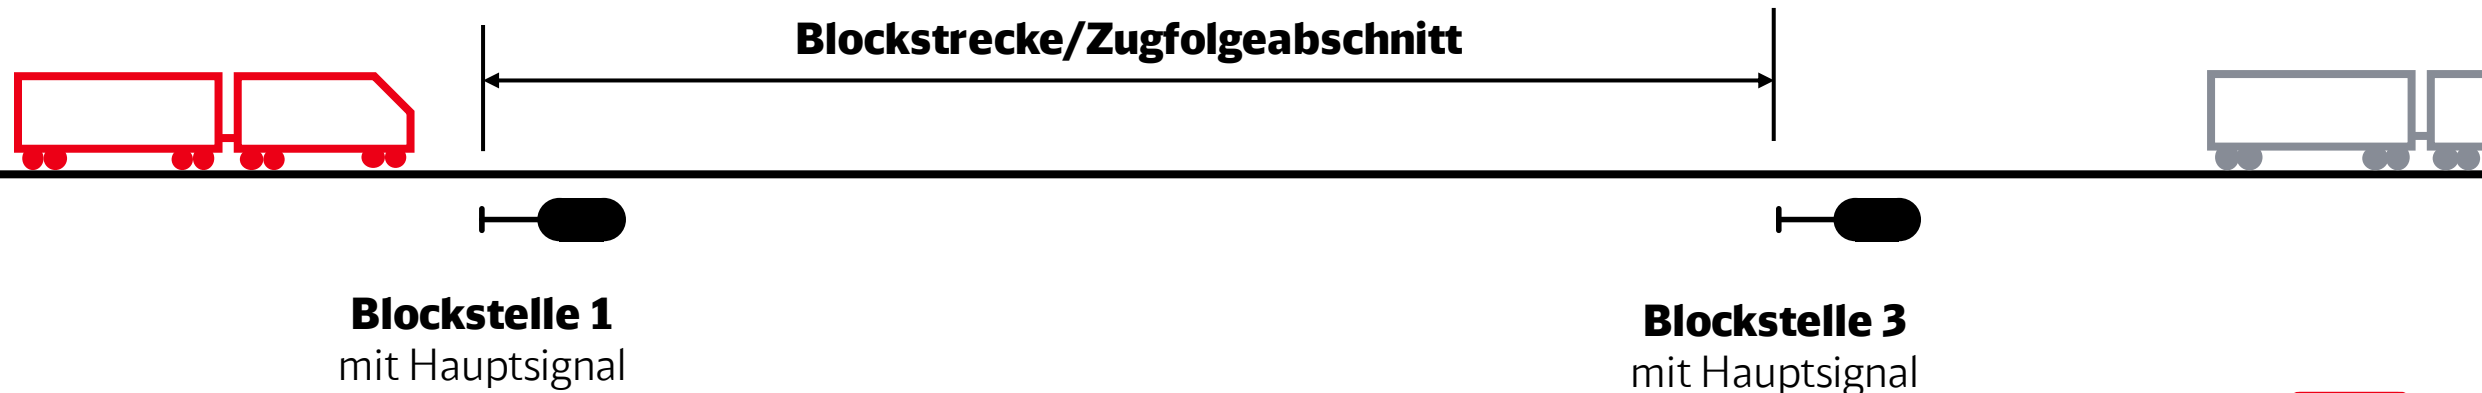 Blockstrecke/Zugfolgeabschnitt
Blockstelle 1
mit Hauptsignal
Blockstelle 3
mit Hauptsignal